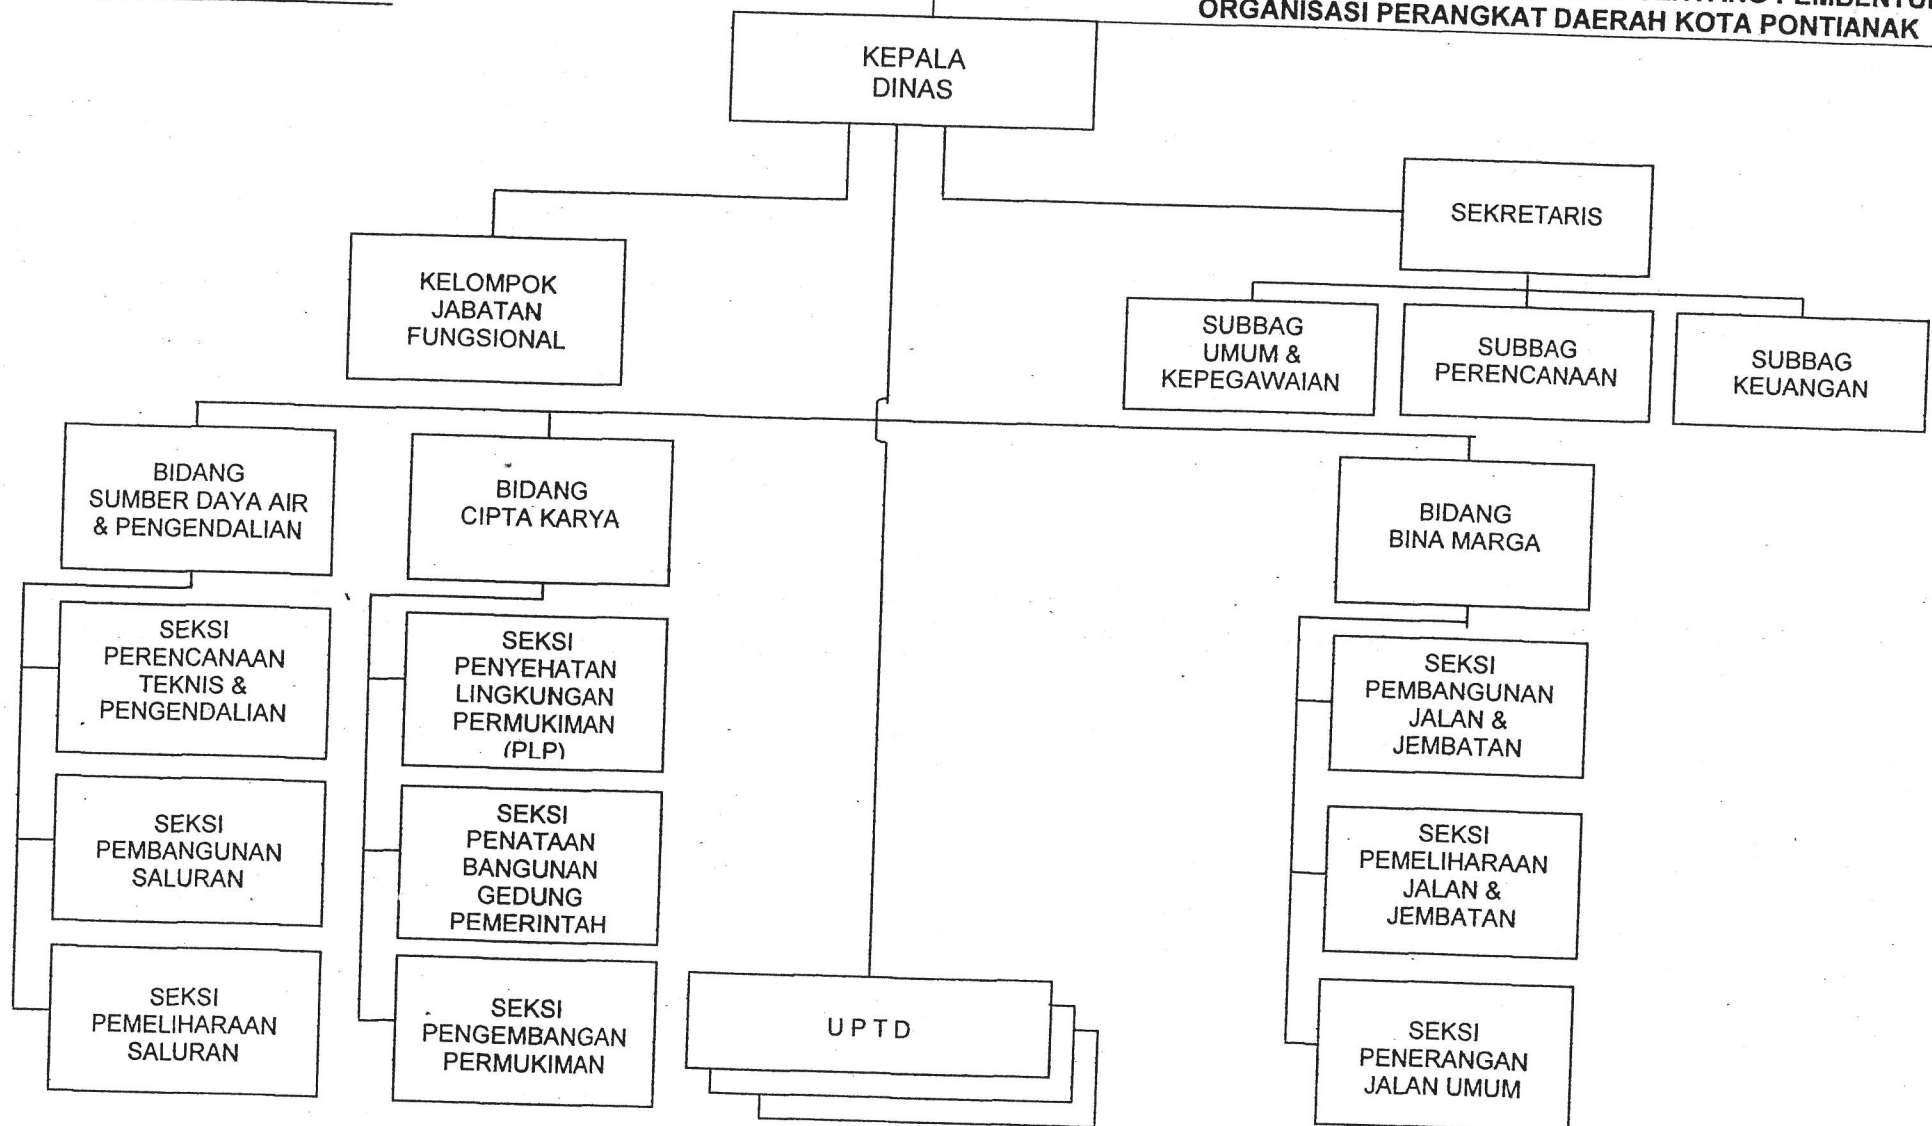 ORGANISASI PERANGKAT DAERAH KOTA PONTIANAK
KEPALA
DINAS
SEKRETARIS
KELOMPOK
JABATAN
FUNGSIONAL
SUBBAG
UMUM &
KEPEGAWAIAN
SUBBAG
PERENCANAAN
SUBBAG
KEUANGAN
BIDANG
SUMBER DAYA AIR
& PENGENDALIAN
BIDANG
CIPTA KARYA
BIDANG
BINA MARGA
SEKSI
PERENCANAAN
TEKNIS &
PENGENDALIAN
SEKSI
PENYEHATAN
LINGKUNGAN
PERMUKIMAN
(PLP)
SEKSI
PEMBANGUNAN
JALAN &
JEMBATAN
SEKSI
PEMBANGUNAN
SALURAN
SEKSI
PENATAAN
BANGUNAN
GEDUNG
PEMERINTAH
SEKSI
PEMELIHARAAN
JALAN &
JEMBATAN
SEKSI
PEMELIHARAAN
SALURAN
SEKSI
PENGEMBANGAN
PERMUKIMAN
UPTD
SEKSI
PENERANGAN
JALAN UMUM